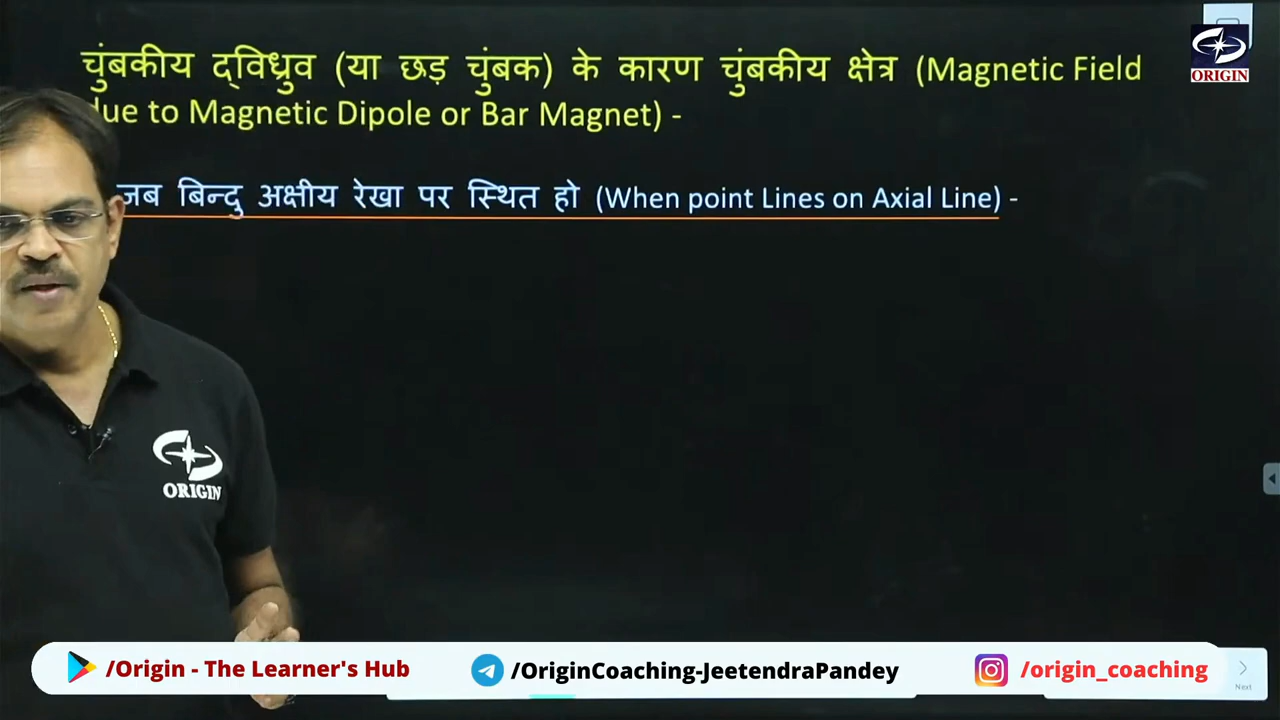 चुंबकीय द्विध्रुव (या छड़ चुंबक) के कारण चुंबकीय क्षेत्र (Magnetic Field
due to Magnetic Dipole or Bar Magnet) -
जब बिन्दु अक्षीय रेखा पर स्थित हो (When point Lines on Axial Line) -
ORIGIN
ORIGIN
/Origin - The Learner's Hub
/OriginCoaching-JeetendraPandey
/origin_coaching
Next